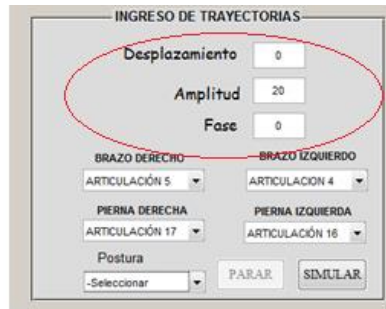 INGRESO DE TRAYECTORIAS
Desplazamiento 0
Amplitud 20
Fase 0
BRAZO DERECHO BRAZO IZQUIERDO
ARTICULACIÓN 5 ARTICULACION 4
PIERNA DERECHA PIERNA IZQUIERDA
ARTICULACIÓN 17 ARTICULACIÓN 16
Postura
-Seleccionar PARAR SIMULAR